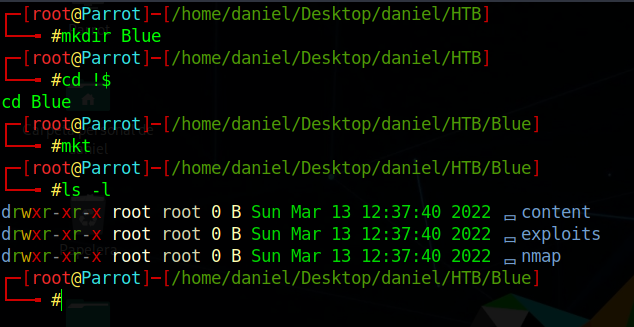 ┌─[root@Parrot]─[/home/daniel/Desktop/daniel/HTB]
└──╼ #mkdir Blue
┌─[root@Parrot]─[/home/daniel/Desktop/daniel/HTB]
└──╼ #cd !$
cd Blue
┌─[root@Parrot]─[/home/daniel/Desktop/daniel/HTB/Blue]
└──╼ #mkt
┌─[root@Parrot]─[/home/daniel/Desktop/daniel/HTB/Blue]
└──╼ #ls -l
drwxr-xr-x root root 0 B Sun Mar 13 12:37:40 2022 content
drwxr-xr-x root root 0 B Sun Mar 13 12:37:40 2022 exploits
drwxr-xr-x root root 0 B Sun Mar 13 12:37:40 2022 nmap
┌─[root@Parrot]─[/home/daniel/Desktop/daniel/HTB/Blue]
└──╼ #